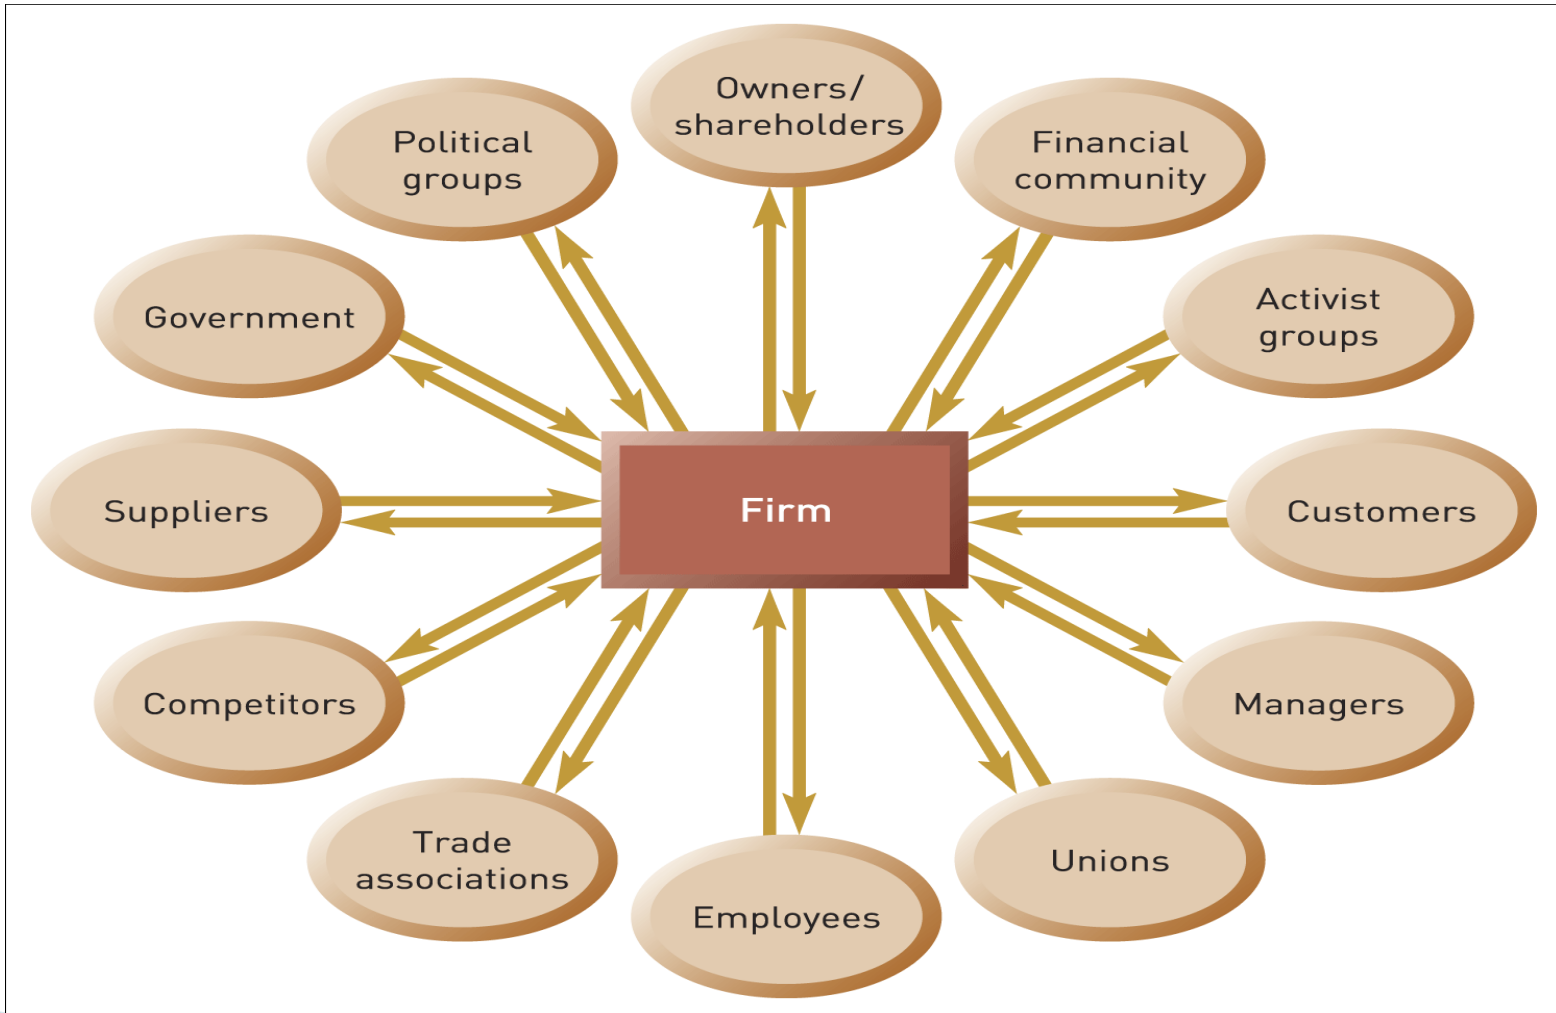 Owners/
shareholders
Political
groups
Financial
community
Government
Activist
groups
Suppliers
Firm
Customers
Competitors
Managers
Trade
associations
Unions
Employees